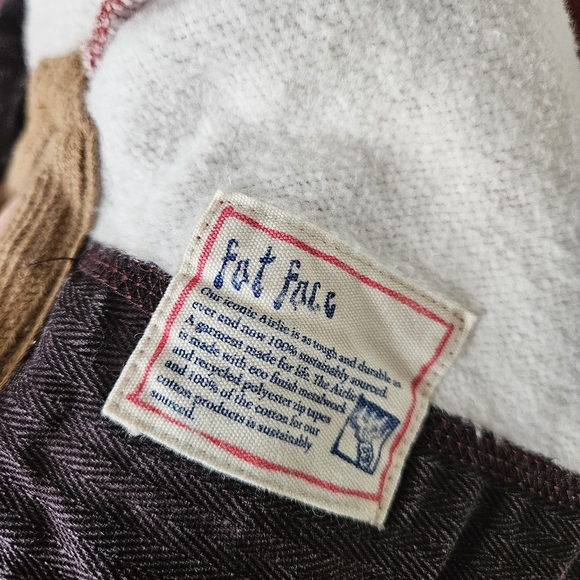 fat face
Our iconic Airlie is as tough and durable as
ever and now 100% sustainably sourced.
A garment made for life. The Airlie
is made with eco finish metalwork
and recycled polyester zip tapes
and 100% of the cotton for our
cotton products is sustainably
sourced.